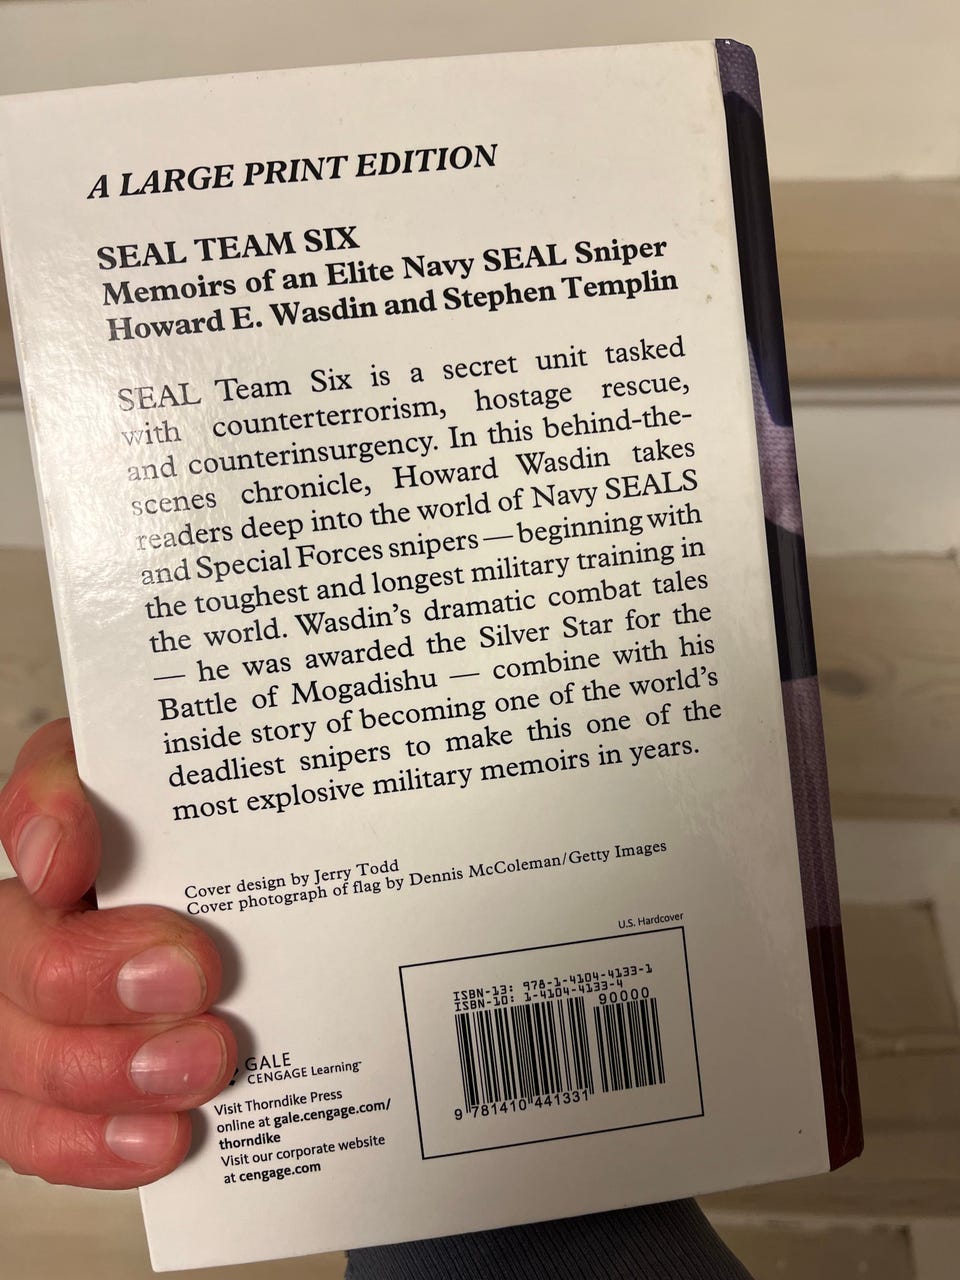 A LARGE PRINT EDITION
SEAL TEAM SIX
Memoirs of an Elite Navy SEAL Sniper
Howard E. Wasdin and Stephen Templin
SEAL Team Six is a secret unit tasked
with counterterrorism, hostage rescue,
and counterinsurgency. In this behind-the-
scenes chronicle, Howard Wasdin takes
readers deep into the world of Navy SEALS
and Special Forces snipers — beginning with
the toughest and longest military training in
the world. Wasdin's dramatic combat tales
— he was awarded the Silver Star for the
Battle of Mogadishu — combine with his
inside story of becoming one of the world's
deadliest snipers to make this one of the
most explosive military memoirs in years.
Cover design by Jerry Todd
Cover photograph of flag by Dennis McColeman/Getty Images
U.S. Hardcover
ISBN-13: 978-1-4104-4133-1
ISBN-10: 1-4104-4133-4
90000
9 781410 441331
GALE
CENGAGE Learning™
Visit Thorndike Press
online at gale.cengage.com/
thorndike
Visit our corporate website
at cengage.com